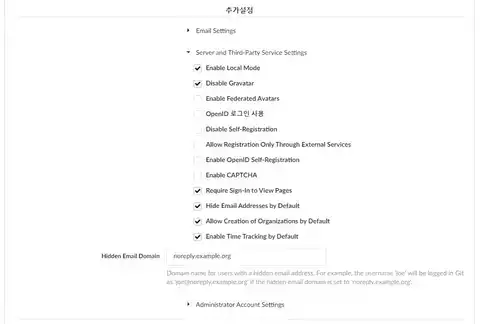 추가설정
Email Settings
Server and Third-Party Service Settings
Enable Local Mode
Disable Gravatar
Enable Federated Avatars
OpenID 로그인 사용
Disable Self-Registration
Allow Registration Only Through External Services
Enable OpenID Self-Registration
Enable CAPTCHA
Require Sign-In to View Pages
Hide Email Addresses by Default
Allow Creation of Organizations by Default
Enable Time Tracking by Default
Hidden Email Domain noreply.example.org
Domain name for users with a hidden email address. For example, the username 'joe' will be logged in Git
as 'joe@noreply.example.org' if the hidden email domain is set to 'noreply.example.org'.
Administrator Account Settings